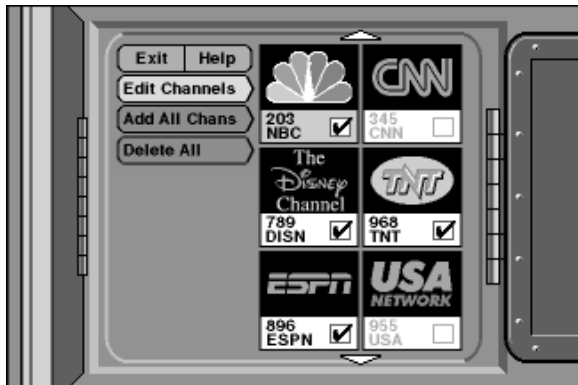 Exit Help
Edit Channels
Add All Chans
Delete All
203
NBC
CNN
345
CNN
The
Disney
Channel
789
DISN
TNT
968
TNT
ESPN
896
ESPN
USA
NETWORK
955
USA